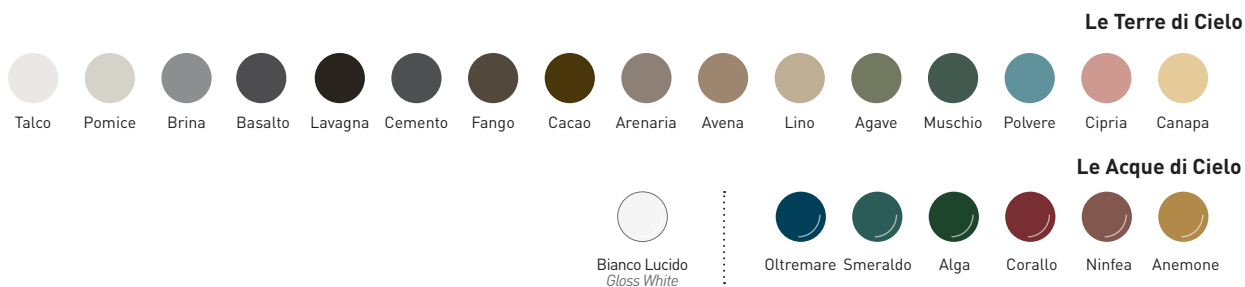 Le Terre di Cielo
Talco Pomice Brina Basalto Lavagna Cemento Fango Cacao Arenaria Avena Lino Agave Muschio Polvere Cipria Canapa
Le Acque di Cielo
Bianco Lucido Oltremare Smeraldo Alga Corallo Ninfea Anemone
Gloss White